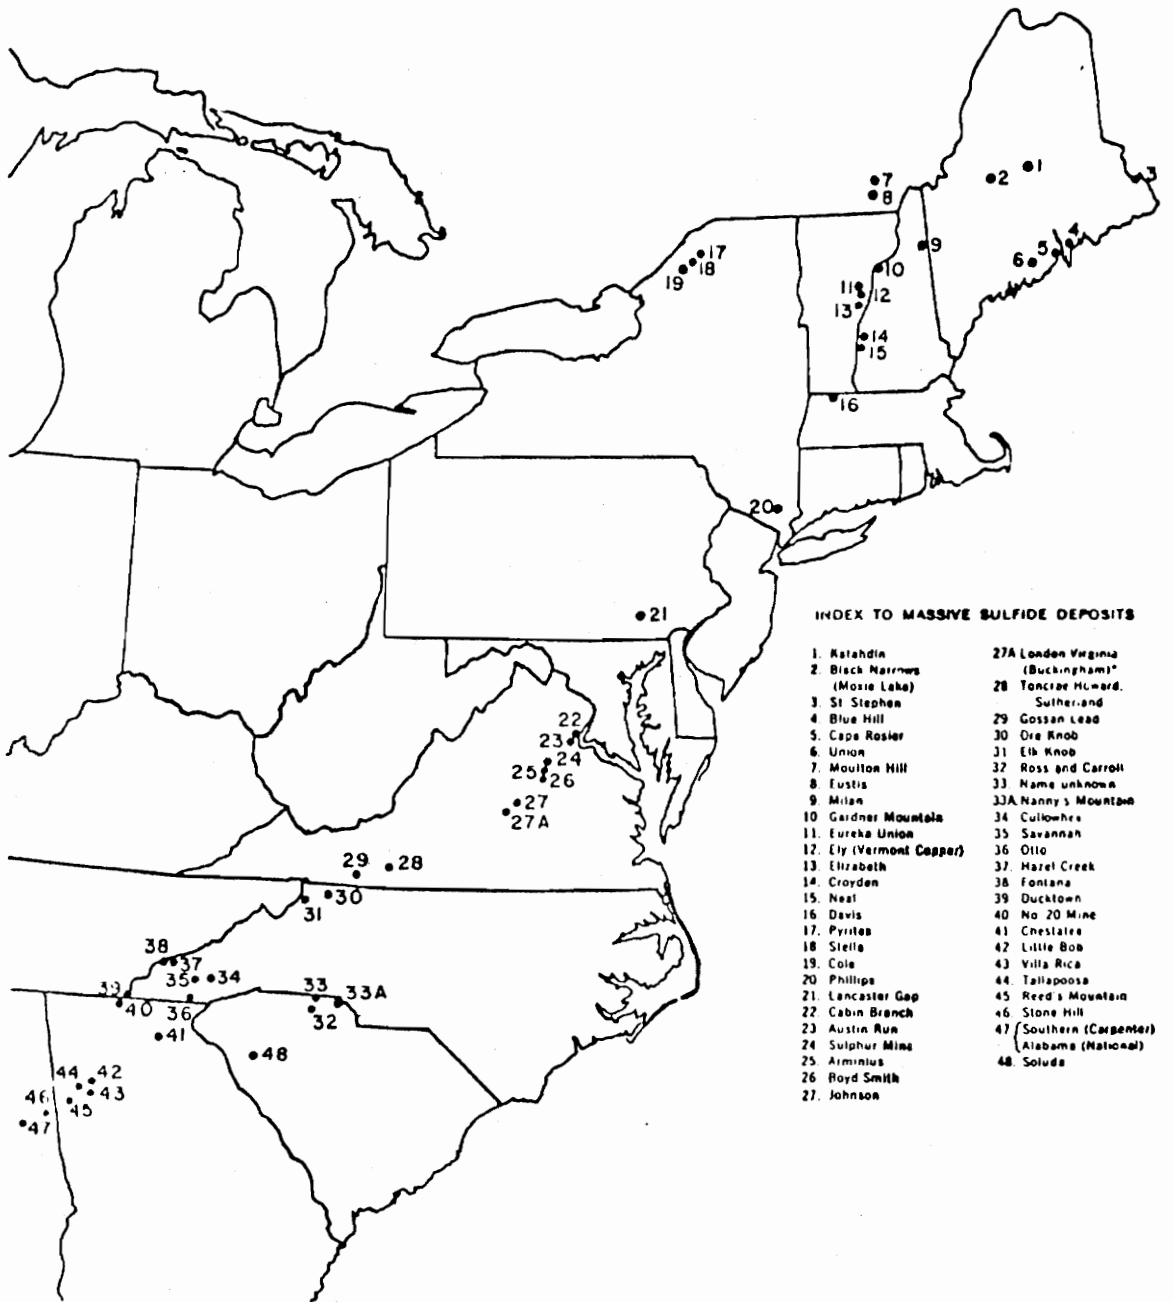 1
2
3
7
8
4
5
6
9
17
18
19
10
11
12
13
14
15
16
20
21
22
23
24
25
26
27
27A
29
28
30
31
38
37
35
34
39
40
36
33
33A
32
41
48
42
44
43
45
46
47
INDEX TO MASSIVE SULFIDE DEPOSITS
1. Katahdin
2. Black Narrows
(Moxie Lake)
3. St Stephen
4 Blue Hill
5. Cape Rosier
6. Union
7. Moulton Hill
8. Eustis
9. Milan
10 Gardner Mountain
11. Eureka Union
12. Ely (Vermont Copper)
13. Elizabeth
14. Croyden
15. Neal
16 Davis
17. Pyrites
18 Stella
19. Cole
20 Phillips
21. Lancaster Gap
22. Cabin Branch
23 Austin Run
24 Sulphur Mine
25. Arminius
26 Boyd Smith
27. Johnson
27A London Virginia
(Buckingham)*
28 Toncrae Howard,
Sutherland
29 Gossan Lead
30 Ore Knob
31 Elk Knob
32 Ross and Carroll
33. Name unknown
33A Nanny's Mountain
34 Cullowhee
35 Savannah
36 Otto
37. Hazel Creek
38 Fontana
39 Ducktown
40 No 20 Mine
41 Chestatee
42 Little Bob
43 Villa Rica
44. Tallapoosa
45 Reed's Mountain
46. Stone Hill
47 Southern (Carpenter)
Alabama (National)
48. Soluda